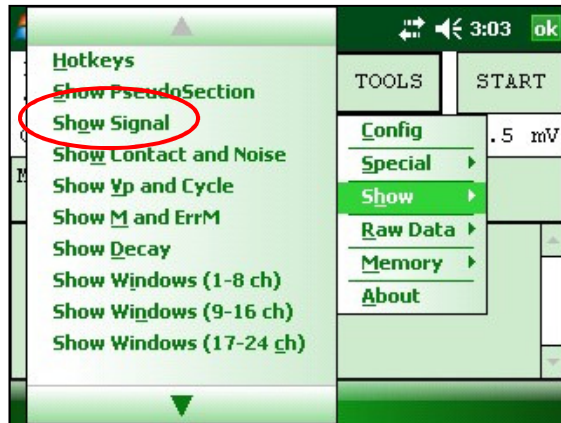 3:03 ok
Hotkeys
Show PseudoSection
Show Signal
Show Contact and Noise
Show Vp and Cycle
Show M and ErrM
Show Decay
Show Windows (1-8 ch)
Show Windows (9-16 ch)
Show Windows (17-24 ch)
TOOLS START
.5 mV
Config
Special
Show
Raw Data
Memory
About